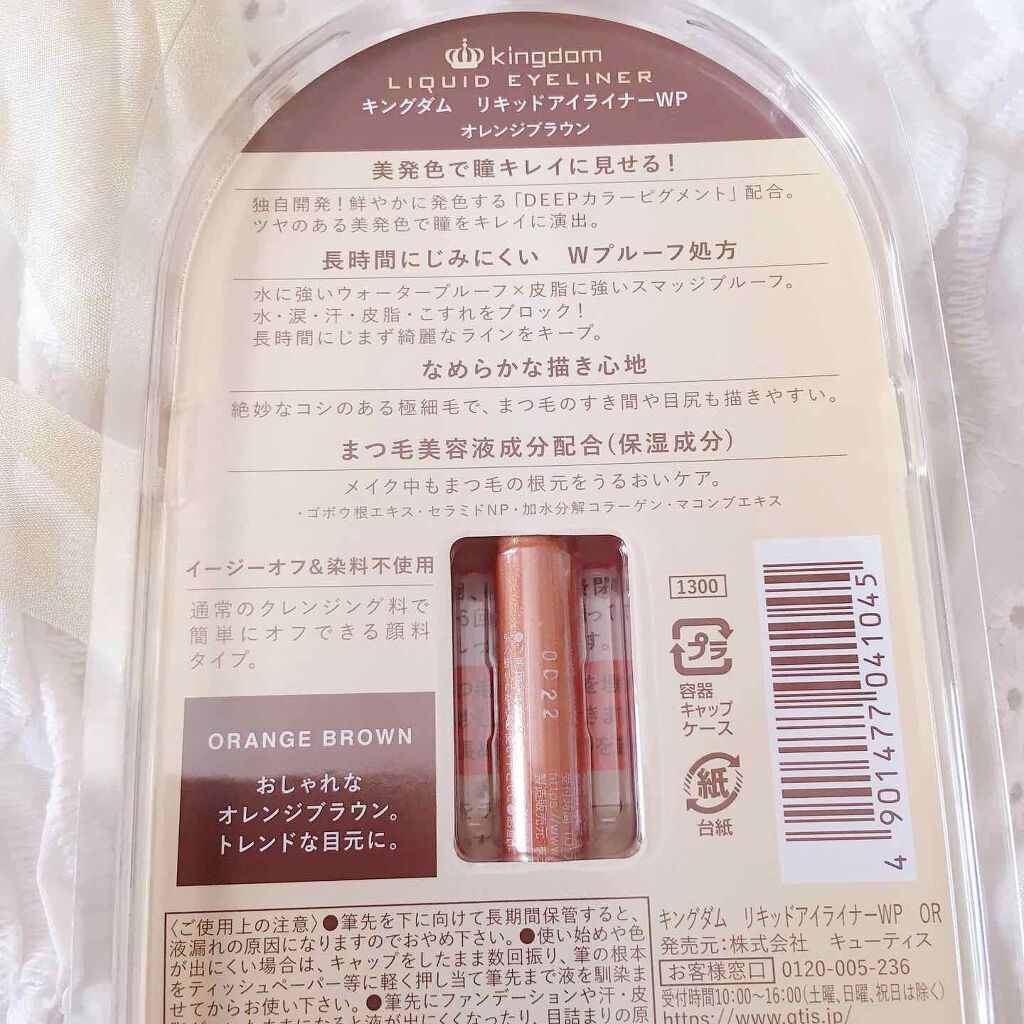 kingdom
LIQUID EYELINER
キングダム リキッドアイライナーWP
オレンジブラウン
美発色で瞳キレイに見せる!
独自開発!鮮やかに発色する「DEEPカラーピグメント」配合。
ツヤのある美発色で瞳をキレイに演出。
長時間にじみにくい Wプルーフ処方
水に強いウォータープルーフ×皮脂に強いスマッジプルーフ。
水・涙・汗・皮脂・こすれをブロック!
長時間にじまず綺麗なラインをキープ。
なめらかな描き心地
絶妙なコシのある極細毛で、まつ毛のすき間や目尻も描きやすい。
まつ毛美容液成分配合(保湿成分)
メイク中もまつ毛の根元をうるおいケア。
・ゴボウ根エキス・セラミドNP・加水分解コラーゲン・マコンブエキス
イージーオフ&染料不使用
通常のクレンジング料で
簡単にオフできる顔料
タイプ。
ORANGE BROWN
おしゃれな
オレンジブラウン。
トレンドな目元に。
0022
製造販売元
1300
プラ
容器
キャップ
ケース
紙
台紙
4 901477 041045
〈ご使用上の注意〉●筆先を下に向けて長期間保管すると、
液漏れの原因になりますのでおやめ下さい。●使い始めや色
が出にくい場合は、キャップをしたまま数回振り、筆の根本
をティッシュペーパー等に軽く押し当て筆先まで液を馴染ま
せてからお使い下さい。●筆先にファンデーションや汗・皮
液が出にくくなったり、目詰まりの原
キングダム リキッドアイライナーWP OR
発売元:株式会社 キューティス
お客様窓口 0120-005-236
受付時間10:00~16:00(土曜、日曜、祝日は除く)
https://www.qtis.jp/